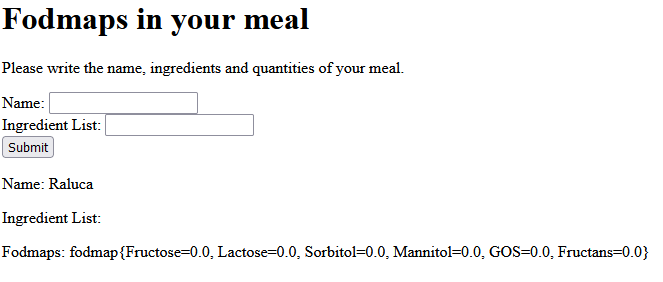 Fodmaps in your meal
Please write the name, ingredients and quantities of your meal.
Name:
Ingredient List:
Submit
Name: Raluca
Ingredient List:
Fodmaps: fodmap{Fructose=0.0, Lactose=0.0, Sorbitol=0.0, Mannitol=0.0, GOS=0.0, Fructans=0.0}